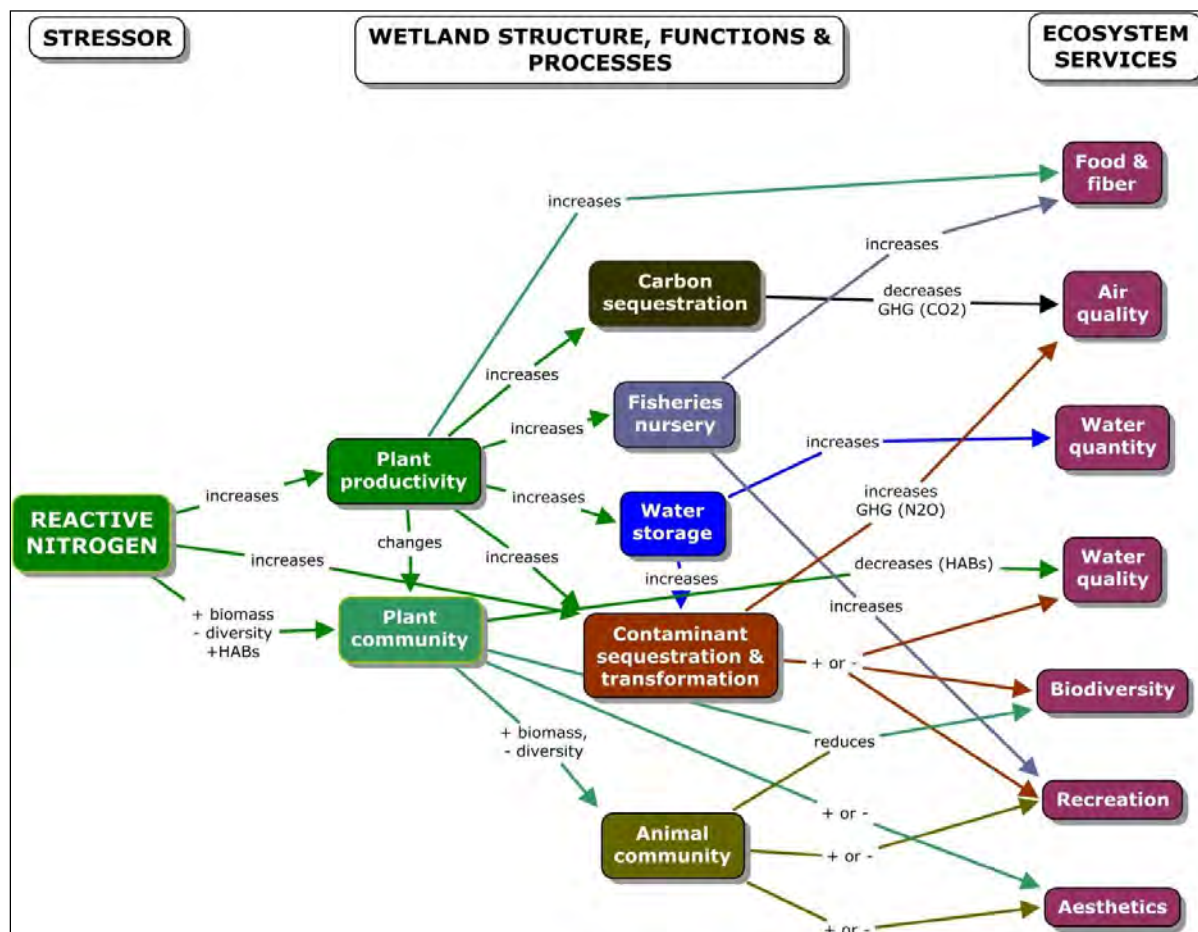 STRESSOR
WETLAND STRUCTURE, FUNCTIONS &
PROCESSES
ECOSYSTEM
SERVICES
Food &
fiber
increases
increases
Carbon
sequestration
decreases
GHG (CO2)
Air
quality
increases
Fisheries
nursery
increases
Water
quantity
increases
Plant
productivity
increases
increases
increases
GHG (N2O)
REACTIVE
NITROGEN
Water
storage
changes
increases
increases
increases
decreases (HABs)
Water
quality
+ biomass
- diversity
+HABs
Plant
community
increases
Contaminant
sequestration &
transformation
+ or -
Biodiversity
+ biomass,
- diversity
reduces
Recreation
+ or -
Animal
community
+ or -
Aesthetics
+ or -